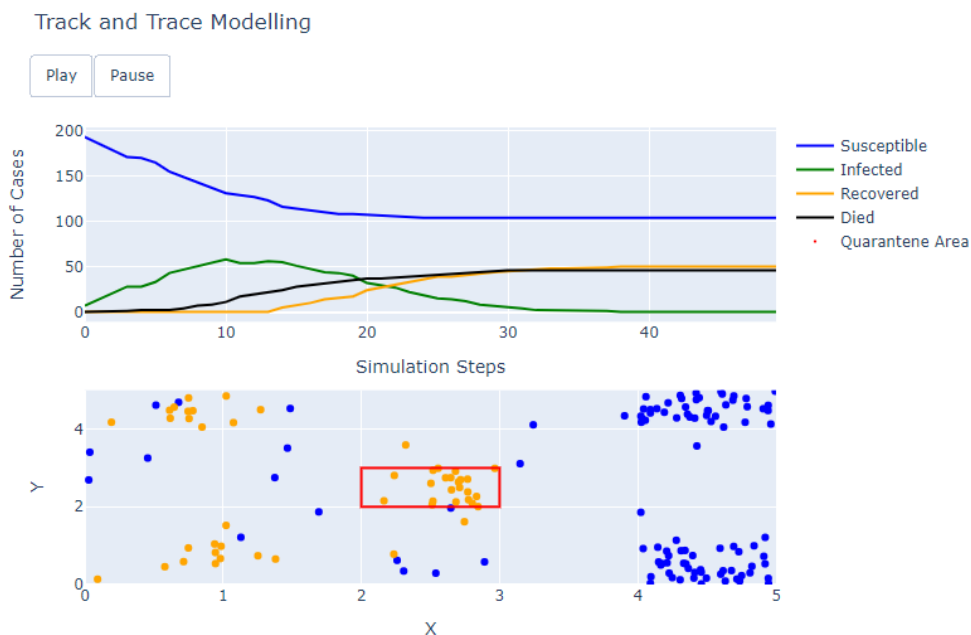 Track and Trace Modelling
Play Pause
Number of Cases
200
150
100
50
0
0 10 20 30 40
Simulation Steps
Susceptible
Infected
Recovered
Died
Quarantene Area
Y
4
2
0
0 1 2 3 4 5
X